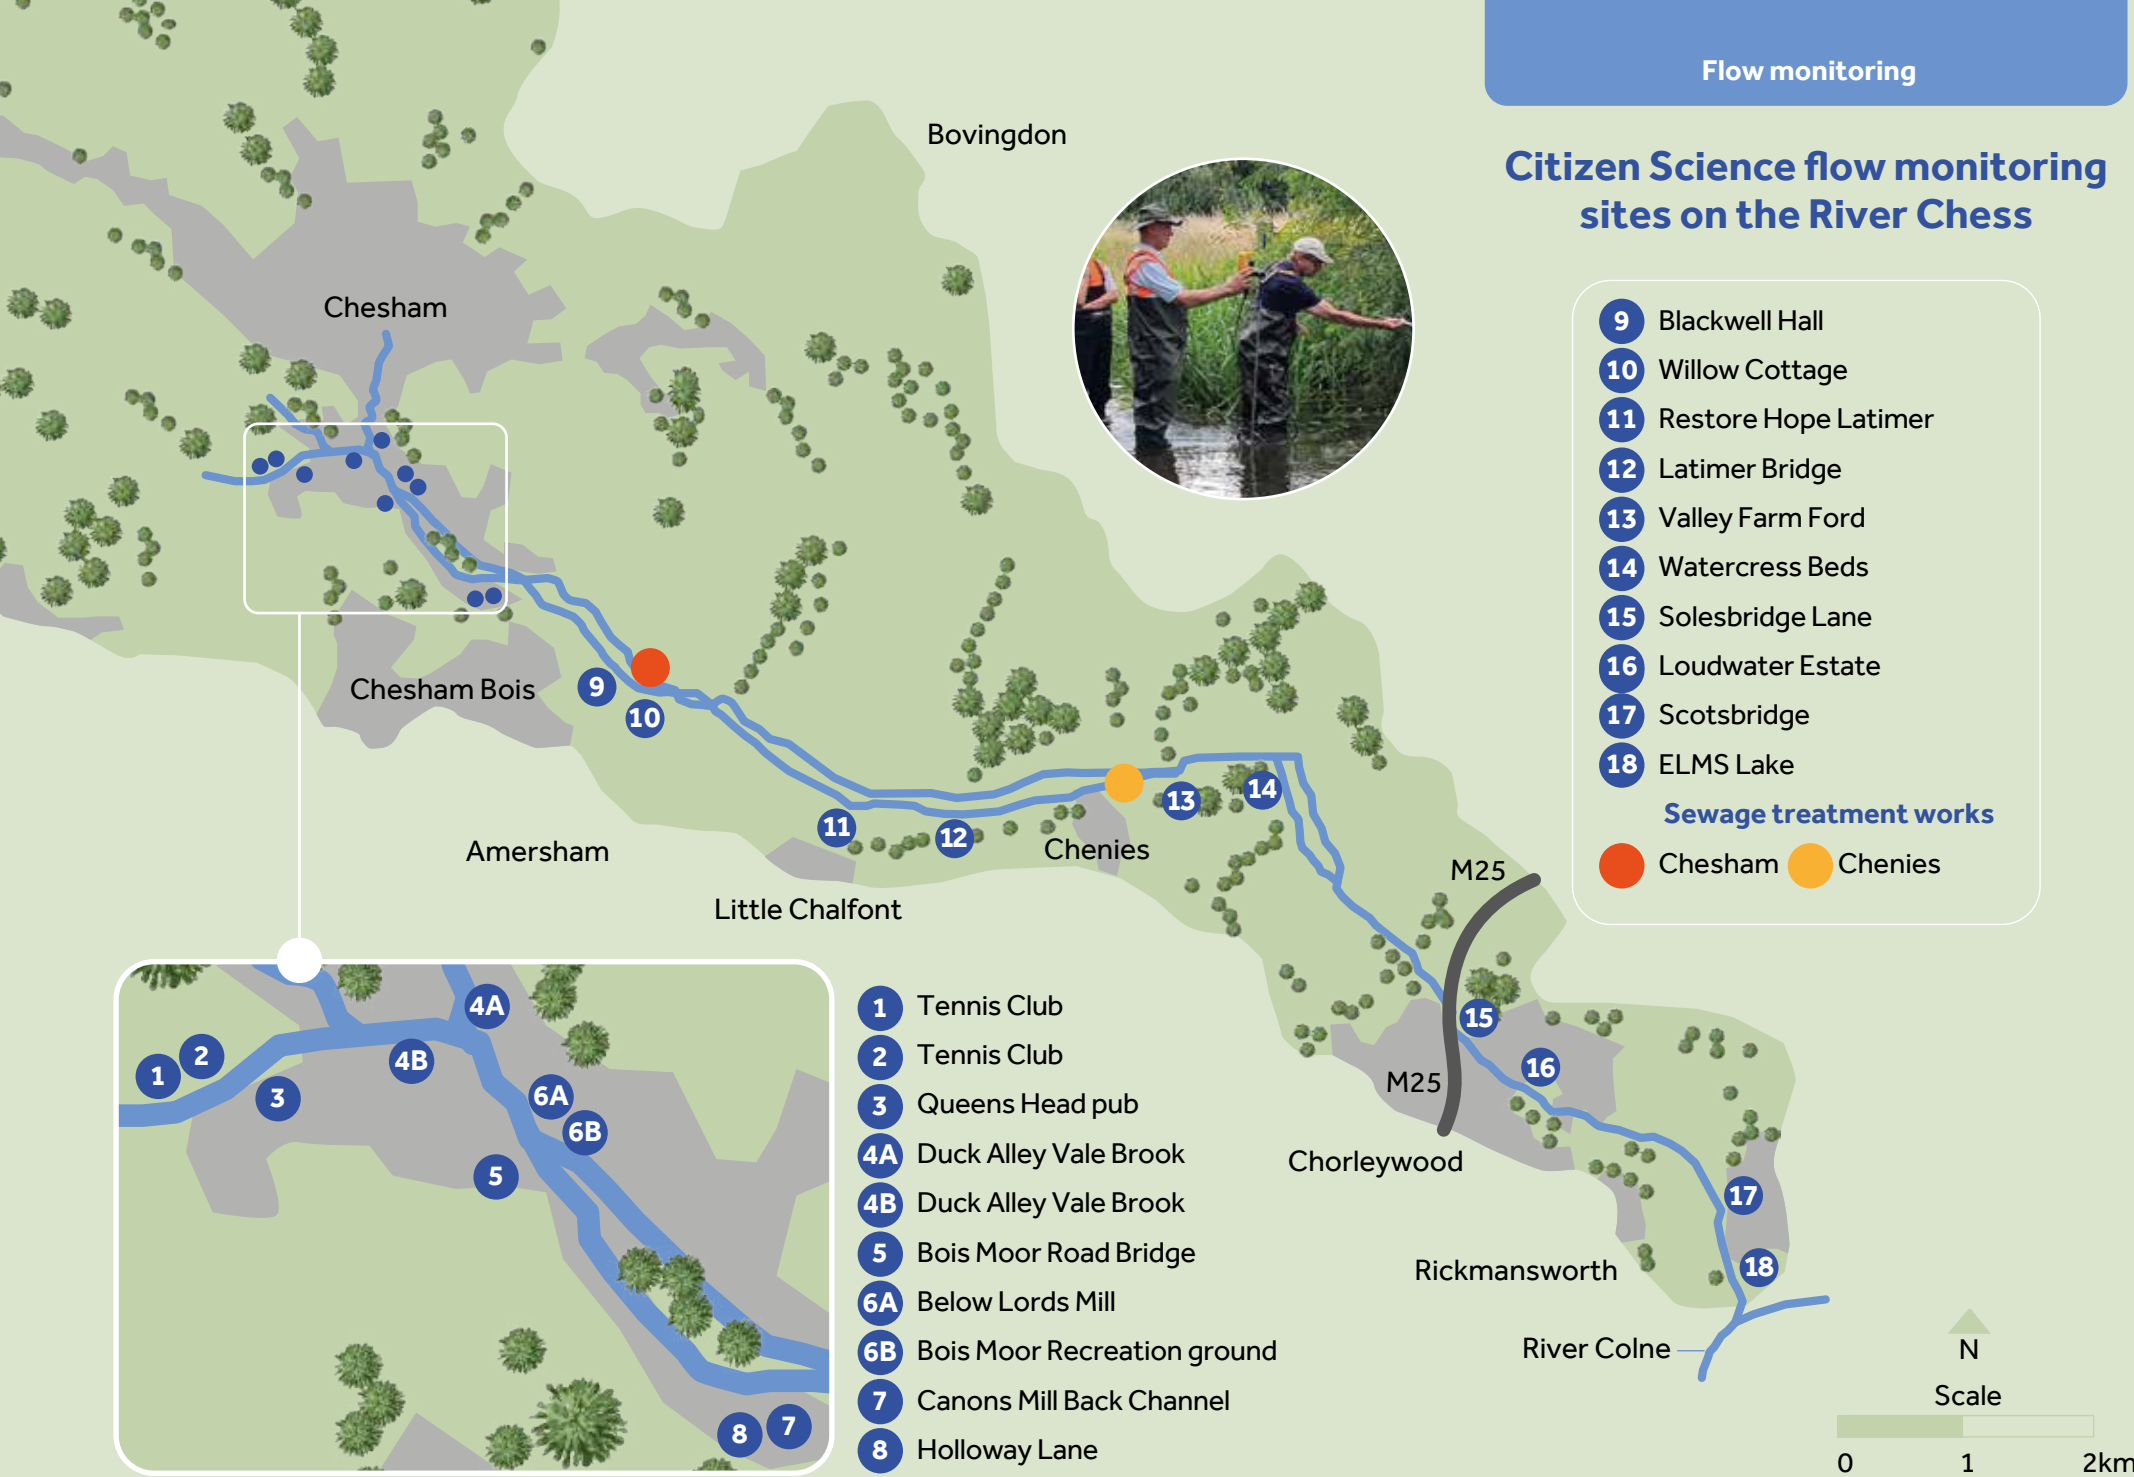 Flow monitoring
Citizen Science flow monitoring
sites on the River Chess
9 Blackwell Hall
10 Willow Cottage
11 Restore Hope Latimer
12 Latimer Bridge
13 Valley Farm Ford
14 Watercress Beds
15 Solesbridge Lane
16 Loudwater Estate
17 Scotsbridge
18 ELMS Lake
Sewage treatment works
Chesham Chenies
Bovingdon
Chesham
Chesham Bois
9
10
11
12
13
14
Amersham
Chenies
Little Chalfont
M25
15
16
M25
Chorleywood
17
18
Rickmansworth
River Colne
N
Scale
0 1 2km
4A
2
1
4B
3
6A
6B
5
7
8
1 Tennis Club
2 Tennis Club
3 Queens Head pub
4A Duck Alley Vale Brook
4B Duck Alley Vale Brook
5 Bois Moor Road Bridge
6A Below Lords Mill
6B Bois Moor Recreation ground
7 Canons Mill Back Channel
8 Holloway Lane